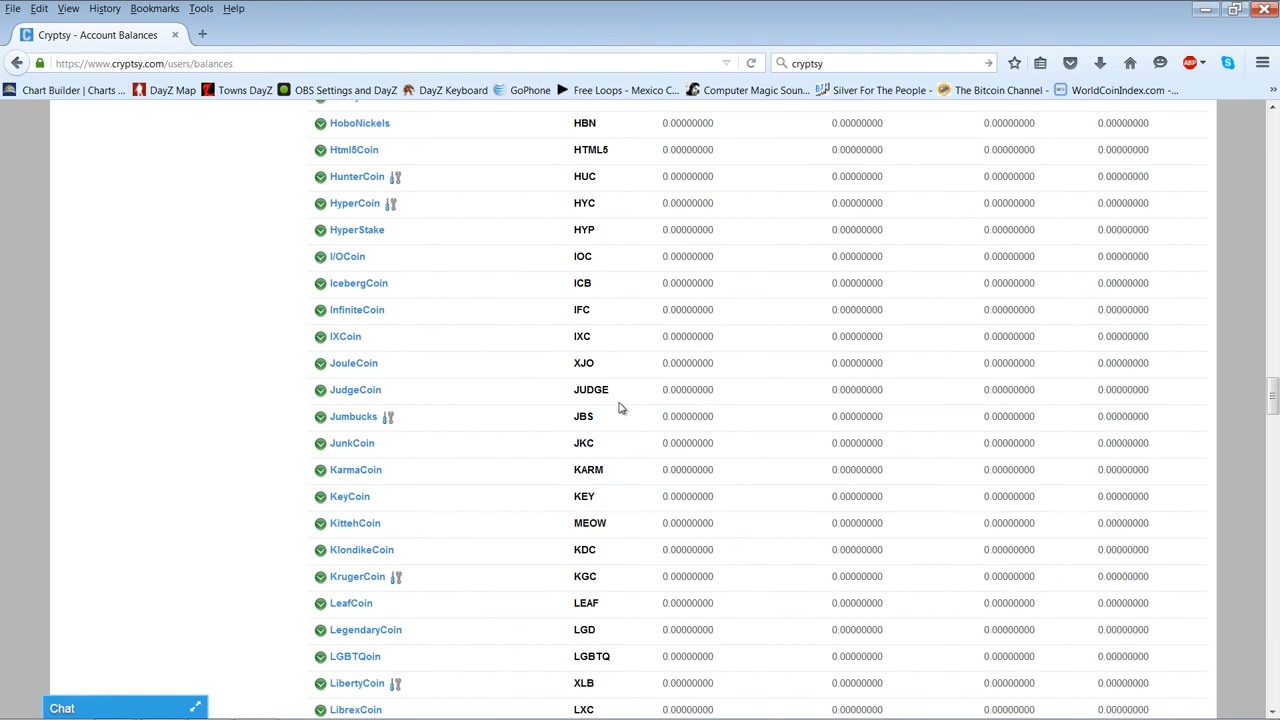 File Edit View History Bookmarks Tools Help
Cryptsy - Account Balances
https://www.cryptsy.com/users/balances
cryptsy
ABP
Chart Builder | Charts ... DayZ Map Towns DayZ OBS Settings and DayZ DayZ Keyboard GoPhone Free Loops - Mexico C... Computer Magic Soun... Silver For The People - The Bitcoin Channel - WorldCoinIndex.com -...
HoboNickels HBN 0.00000000 0.00000000 0.00000000 0.00000000
Html5Coin HTML5 0.00000000 0.00000000 0.00000000 0.00000000
HunterCoin HUC 0.00000000 0.00000000 0.00000000 0.00000000
HyperCoin HYC 0.00000000 0.00000000 0.00000000 0.00000000
HyperStake HYP 0.00000000 0.00000000 0.00000000 0.00000000
I/OCoin IOC 0.00000000 0.00000000 0.00000000 0.00000000
IcebergCoin ICB 0.00000000 0.00000000 0.00000000 0.00000000
InfiniteCoin IFC 0.00000000 0.00000000 0.00000000 0.00000000
IXCoin IXC 0.00000000 0.00000000 0.00000000 0.00000000
JouleCoin XJO 0.00000000 0.00000000 0.00000000 0.00000000
JudgeCoin JUDGE 0.00000000 0.00000000 0.00000000 0.00000000
Jumbucks JBS 0.00000000 0.00000000 0.00000000 0.00000000
JunkCoin JKC 0.00000000 0.00000000 0.00000000 0.00000000
KarmaCoin KARM 0.00000000 0.00000000 0.00000000 0.00000000
KeyCoin KEY 0.00000000 0.00000000 0.00000000 0.00000000
KittehCoin MEOW 0.00000000 0.00000000 0.00000000 0.00000000
KlondikeCoin KDC 0.00000000 0.00000000 0.00000000 0.00000000
KrugerCoin KGC 0.00000000 0.00000000 0.00000000 0.00000000
LeafCoin LEAF 0.00000000 0.00000000 0.00000000 0.00000000
LegendaryCoin LGD 0.00000000 0.00000000 0.00000000 0.00000000
LGBTQoin LGBTQ 0.00000000 0.00000000 0.00000000 0.00000000
LibertyCoin XLB 0.00000000 0.00000000 0.00000000 0.00000000
LibrexCoin LXC 0.00000000 0.00000000 0.00000000 0.00000000
Chat